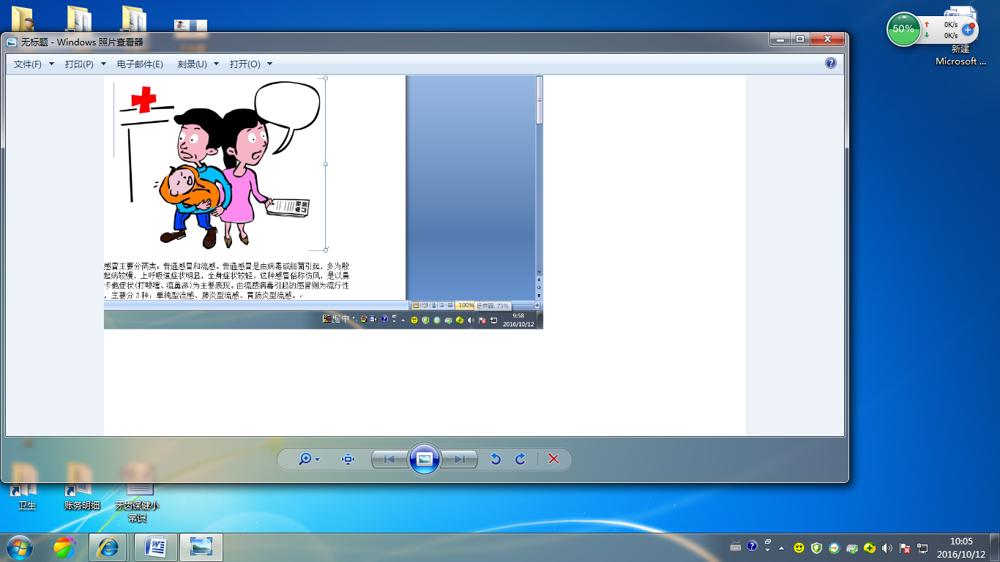 50%
0K/s
0K/s
新建
Microsoft ...
无标题 - Windows 照片查看器
文件(F)
打印(P)
电子邮件(E)
刻录(U)
打开(O)
感冒主要分两类：普通感冒和流感。普通感冒是由病毒或细菌引起，多为散
起病较慢，上呼吸道症状明显，全身症状较轻。这种感冒俗称伤风，是以鼻
卡他症状(打喷嚏、流鼻涕)为主要表现。由流感病毒引起的感冒则为流行性
，主要分3种：单纯型流感、肺炎型流感、胃肠炎型流感。
100%
扬声器: 75%
中
9:58
2016/10/12
卫生
账务明细
牙齿保健小
常识
10:05
2016/10/12